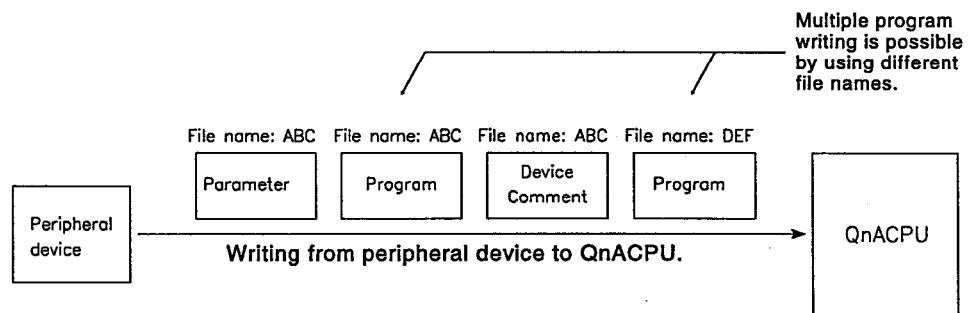 Multiple program
writing is possible
by using different
file names.
File name: ABC File name: ABC File name: ABC File name: DEF
Parameter
Program
Device
Comment
Program
Peripheral
device
QnACPU
Writing from peripheral device to QnACPU.